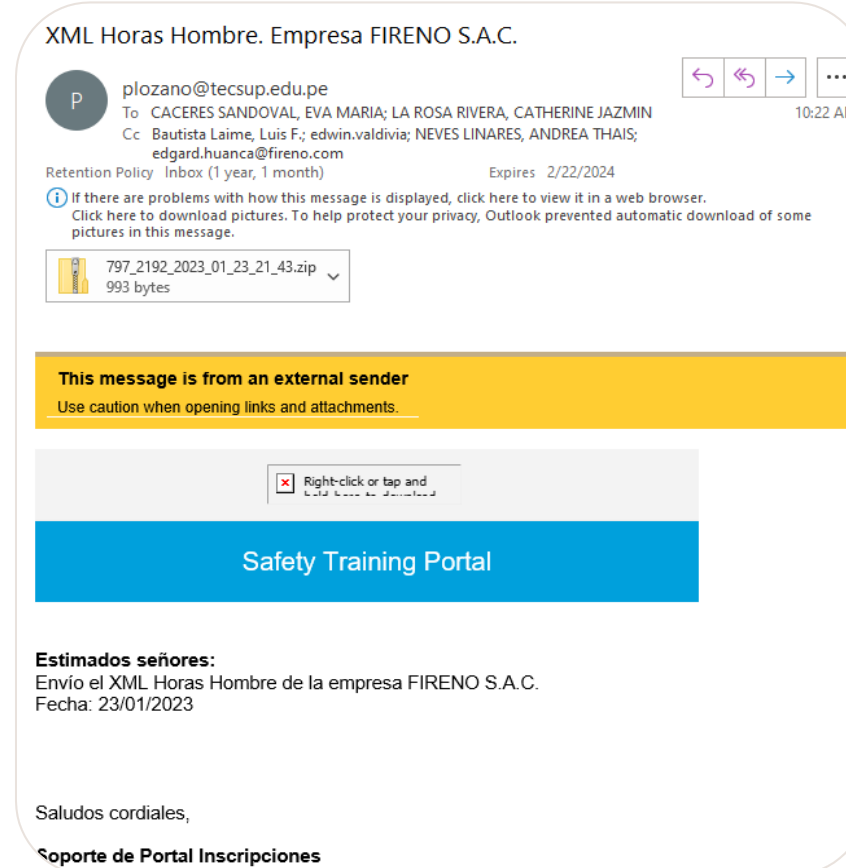 XML Horas Hombre. Empresa FIRENO S.A.C.
P
plozano@tecsup.edu.pe
To CACERES SANDOVAL, EVA MARIA; LA ROSA RIVERA, CATHERINE JAZMIN
10:22 AM
Cc Bautista Laime, Luis F.; edwin.valdivia; NEVES LINARES, ANDREA THAIS;
edgard.huanca@fireno.com
Retention Policy Inbox (1 year, 1 month) Expires 2/22/2024
If there are problems with how this message is displayed, click here to view it in a web browser.
Click here to download pictures. To help protect your privacy, Outlook prevented automatic download of some
pictures in this message.
797_2192_2023_01_23_21_43.zip
993 bytes
This message is from an external sender
Use caution when opening links and attachments.
Right-click or tap and
hold here to download
Safety Training Portal
Estimados señores:
Envío el XML Horas Hombre de la empresa FIRENO S.A.C.
Fecha: 23/01/2023
Saludos cordiales,
Soporte de Portal Inscripciones